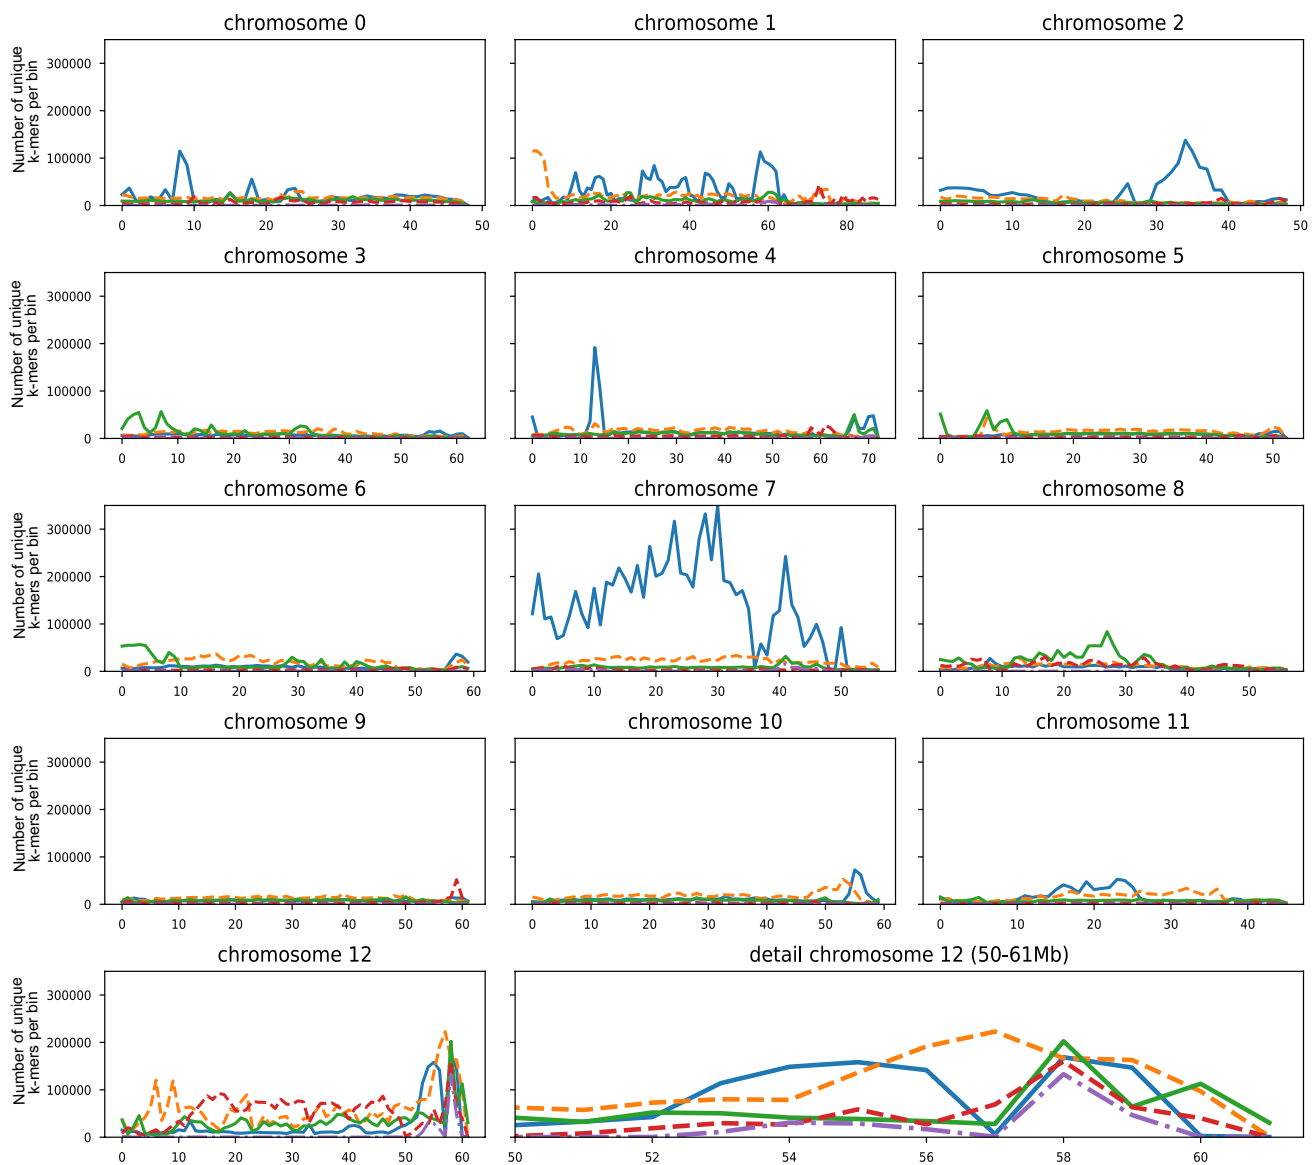 chromosome 0
chromosome 1
chromosome 2
Number of unique
k-mers per bin
300000
200000
100000
0
0 10 20 30 40 50
0 20 40 60 80
0 10 20 30 40 50
chromosome 3
chromosome 4
chromosome 5
Number of unique
k-mers per bin
300000
200000
100000
0
0 10 20 30 40 50 60
0 10 20 30 40 50 60 70
0 10 20 30 40 50
chromosome 6
chromosome 7
chromosome 8
Number of unique
k-mers per bin
300000
200000
100000
0
0 10 20 30 40 50 60
0 10 20 30 40 50
0 10 20 30 40 50
chromosome 9
chromosome 10
chromosome 11
Number of unique
k-mers per bin
300000
200000
100000
0
0 10 20 30 40 50 60
0 10 20 30 40 50 60
0 10 20 30 40
chromosome 12
detail chromosome 12 (50-61Mb)
Number of unique
k-mers per bin
300000
200000
100000
0
0 10 20 30 40 50 60
50 52 54 56 58 60